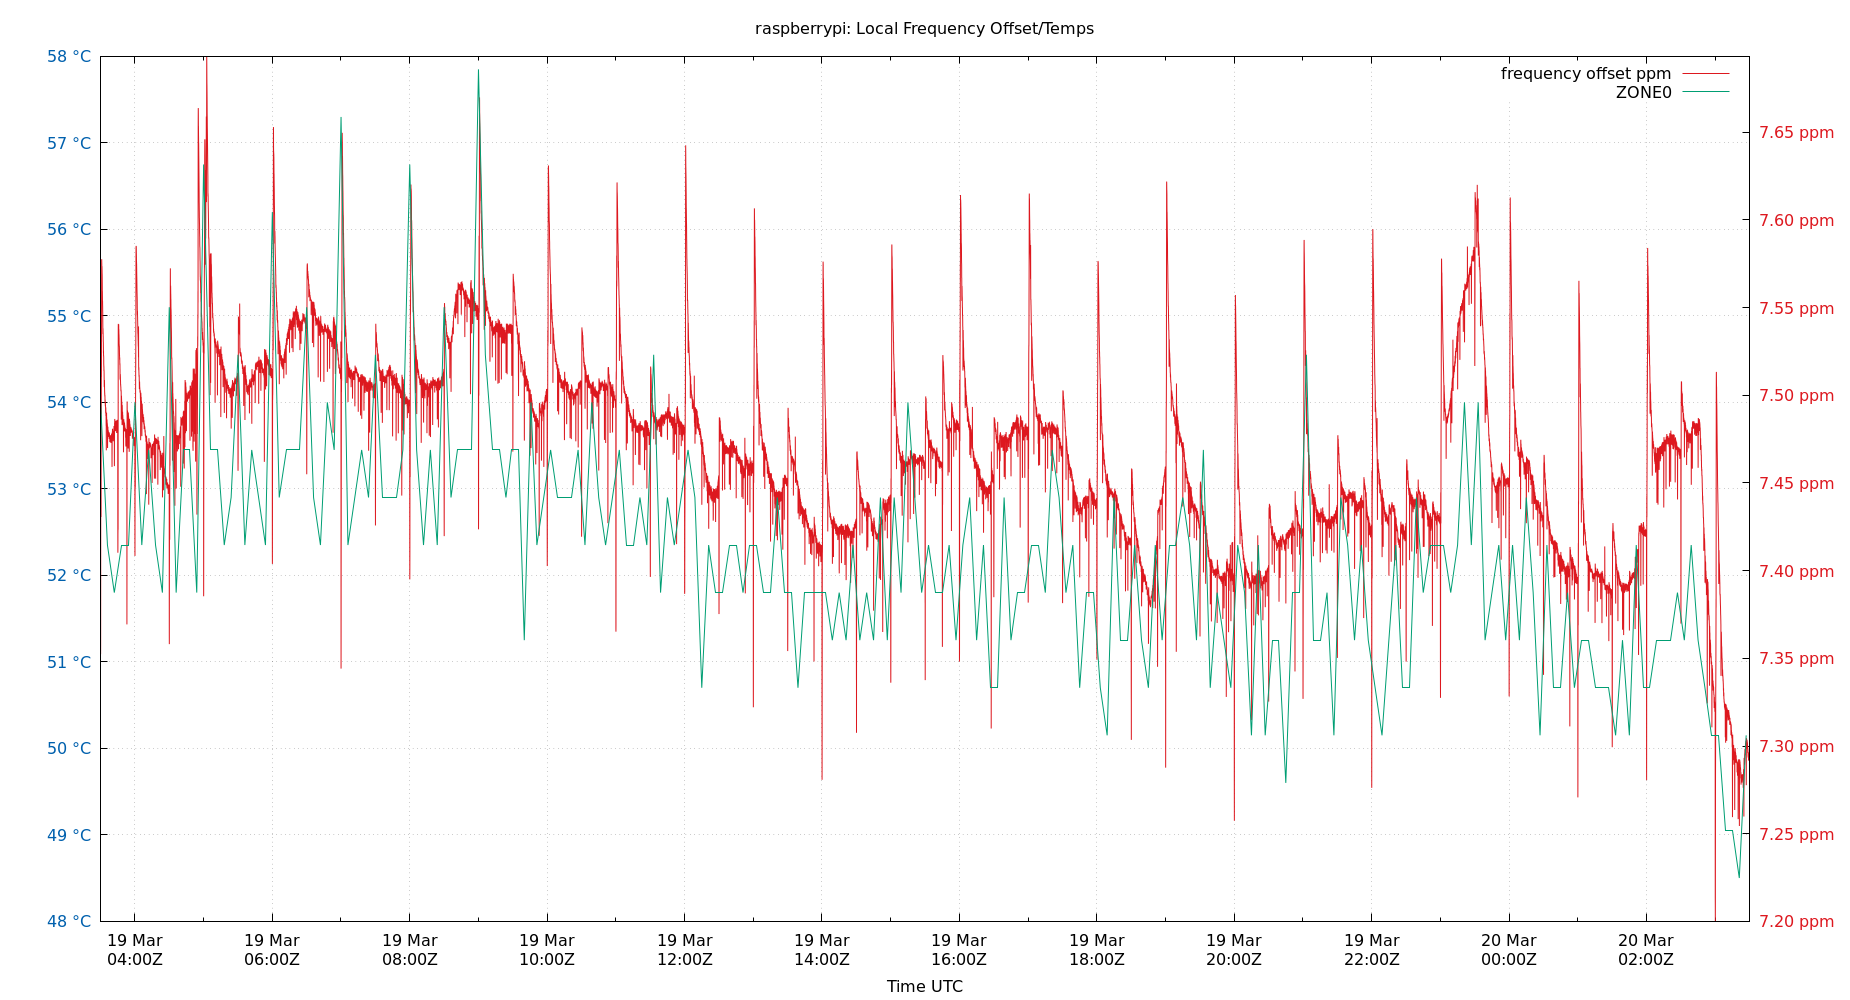 raspberrypi: Local Frequency Offset/Temps
frequency offset ppm
ZONE0
58 °C
57 °C
56 °C
55 °C
54 °C
53 °C
52 °C
51 °C
50 °C
49 °C
48 °C
7.65 ppm
7.60 ppm
7.55 ppm
7.50 ppm
7.45 ppm
7.40 ppm
7.35 ppm
7.30 ppm
7.25 ppm
7.20 ppm
19 Mar 19 Mar 19 Mar 19 Mar 19 Mar 19 Mar 19 Mar 19 Mar 19 Mar 19 Mar 20 Mar 20 Mar
04:00Z 06:00Z 08:00Z 10:00Z 12:00Z 14:00Z 16:00Z 18:00Z 20:00Z 22:00Z 00:00Z 02:00Z
Time UTC